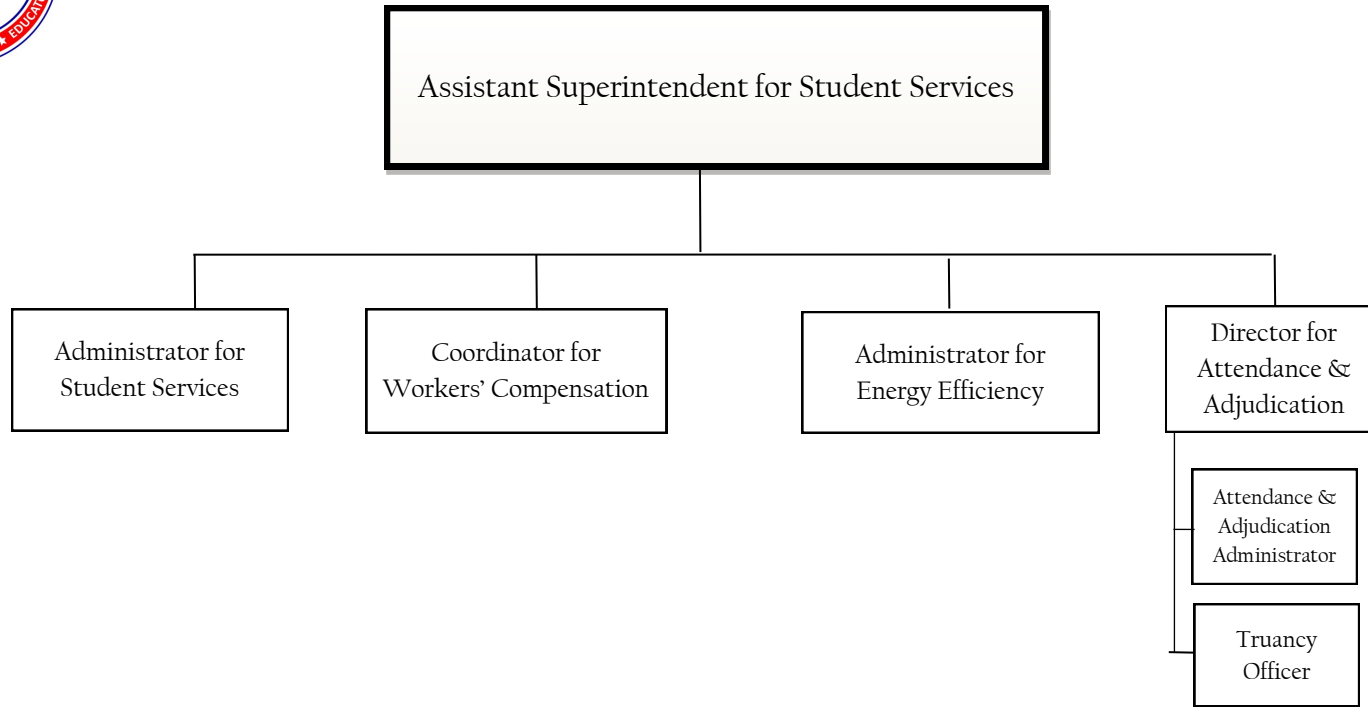 ★ EDUCAT
Assistant Superintendent for Student Services
Administrator for
Student Services
Coordinator for
Workers’ Compensation
Administrator for
Energy Efficiency
Director for
Attendance &
Adjudication
Attendance &
Adjudication
Administrator
Truancy
Officer